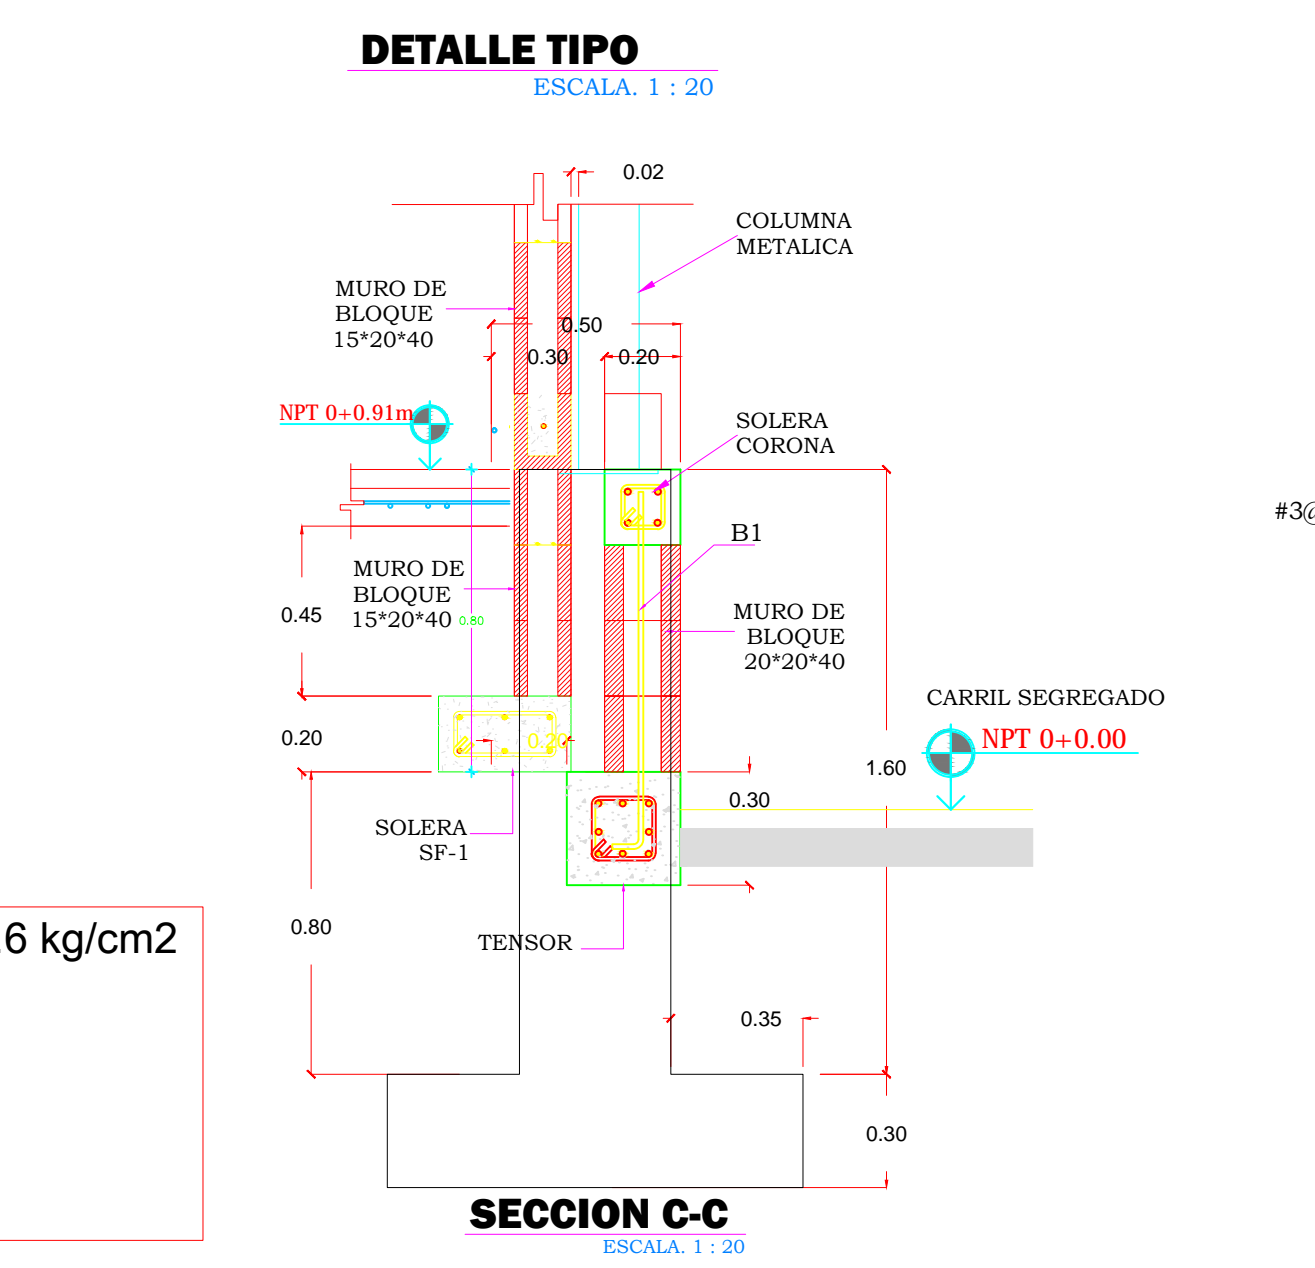 DETALLE TIPO
ESCALA. 1 : 20
0.02
COLUMNA
METALICA
MURO DE
BLOQUE
15*20*40
0.50
0.30
0.20
NPT 0+0.91m
SOLERA
CORONA
#3@
B1
MURO DE
BLOQUE
15*20*40
0.80
0.45
MURO DE
BLOQUE
20*20*40
CARRIL SEGREGADO
NPT 0+0.00
0.20
0.20
1.60
0.30
SOLERA
SF-1
0.80
TENSOR
6 kg/cm2
0.35
0.30
SECCION C-C
ESCALA. 1 : 20